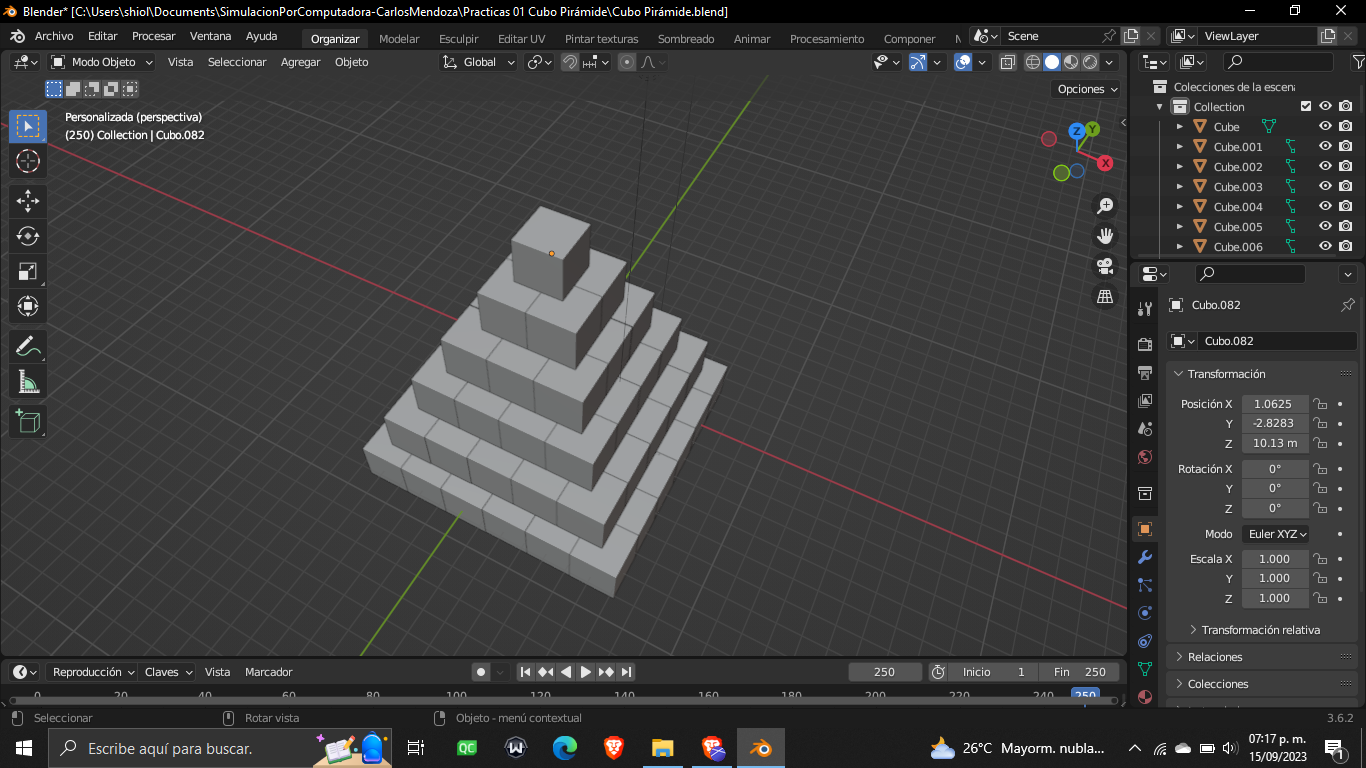 Blender* [C:\Users\shiol\Documents\SimulacionPorComputadora-CarlosMendoza\Practicas 01 Cubo Pirámide\Cubo Pirámide.blend]
Archivo Editar Procesar Ventana Ayuda Organizar Modelar Esculpir Editar UV Pintar texturas Sombreado Animar Procesamiento Componer Scene ViewLayer
Modo Objeto Vista Seleccionar Agregar Objeto Global
Opciones
Personalizada (perspectiva)
(250) Collection | Cubo.082
Z Y X
Colecciones de la escena
Collection
Cube
Cube.001
Cube.002
Cube.003
Cube.004
Cube.005
Cube.006
Cubo.082
Cubo.082
Transformación
Posición X 1.0625
Y -2.8283
Z 10.13 m
Rotación X 0°
Y 0°
Z 0°
Modo Euler XYZ
Escala X 1.000
Y 1.000
Z 1.000
Transformación relativa
Relaciones
Colecciones
Reproducción Claves Vista Marcador 250 Inicio 1 Fin 250
0 20 40 60 80 100 120 140 160 180 200 220 240 250
Seleccionar Rotar vista Objeto - menú contextual 3.6.2
Escribe aquí para buscar. QC W 26°C Mayorm. nubla... 07:17 p. m.
15/09/2023 1